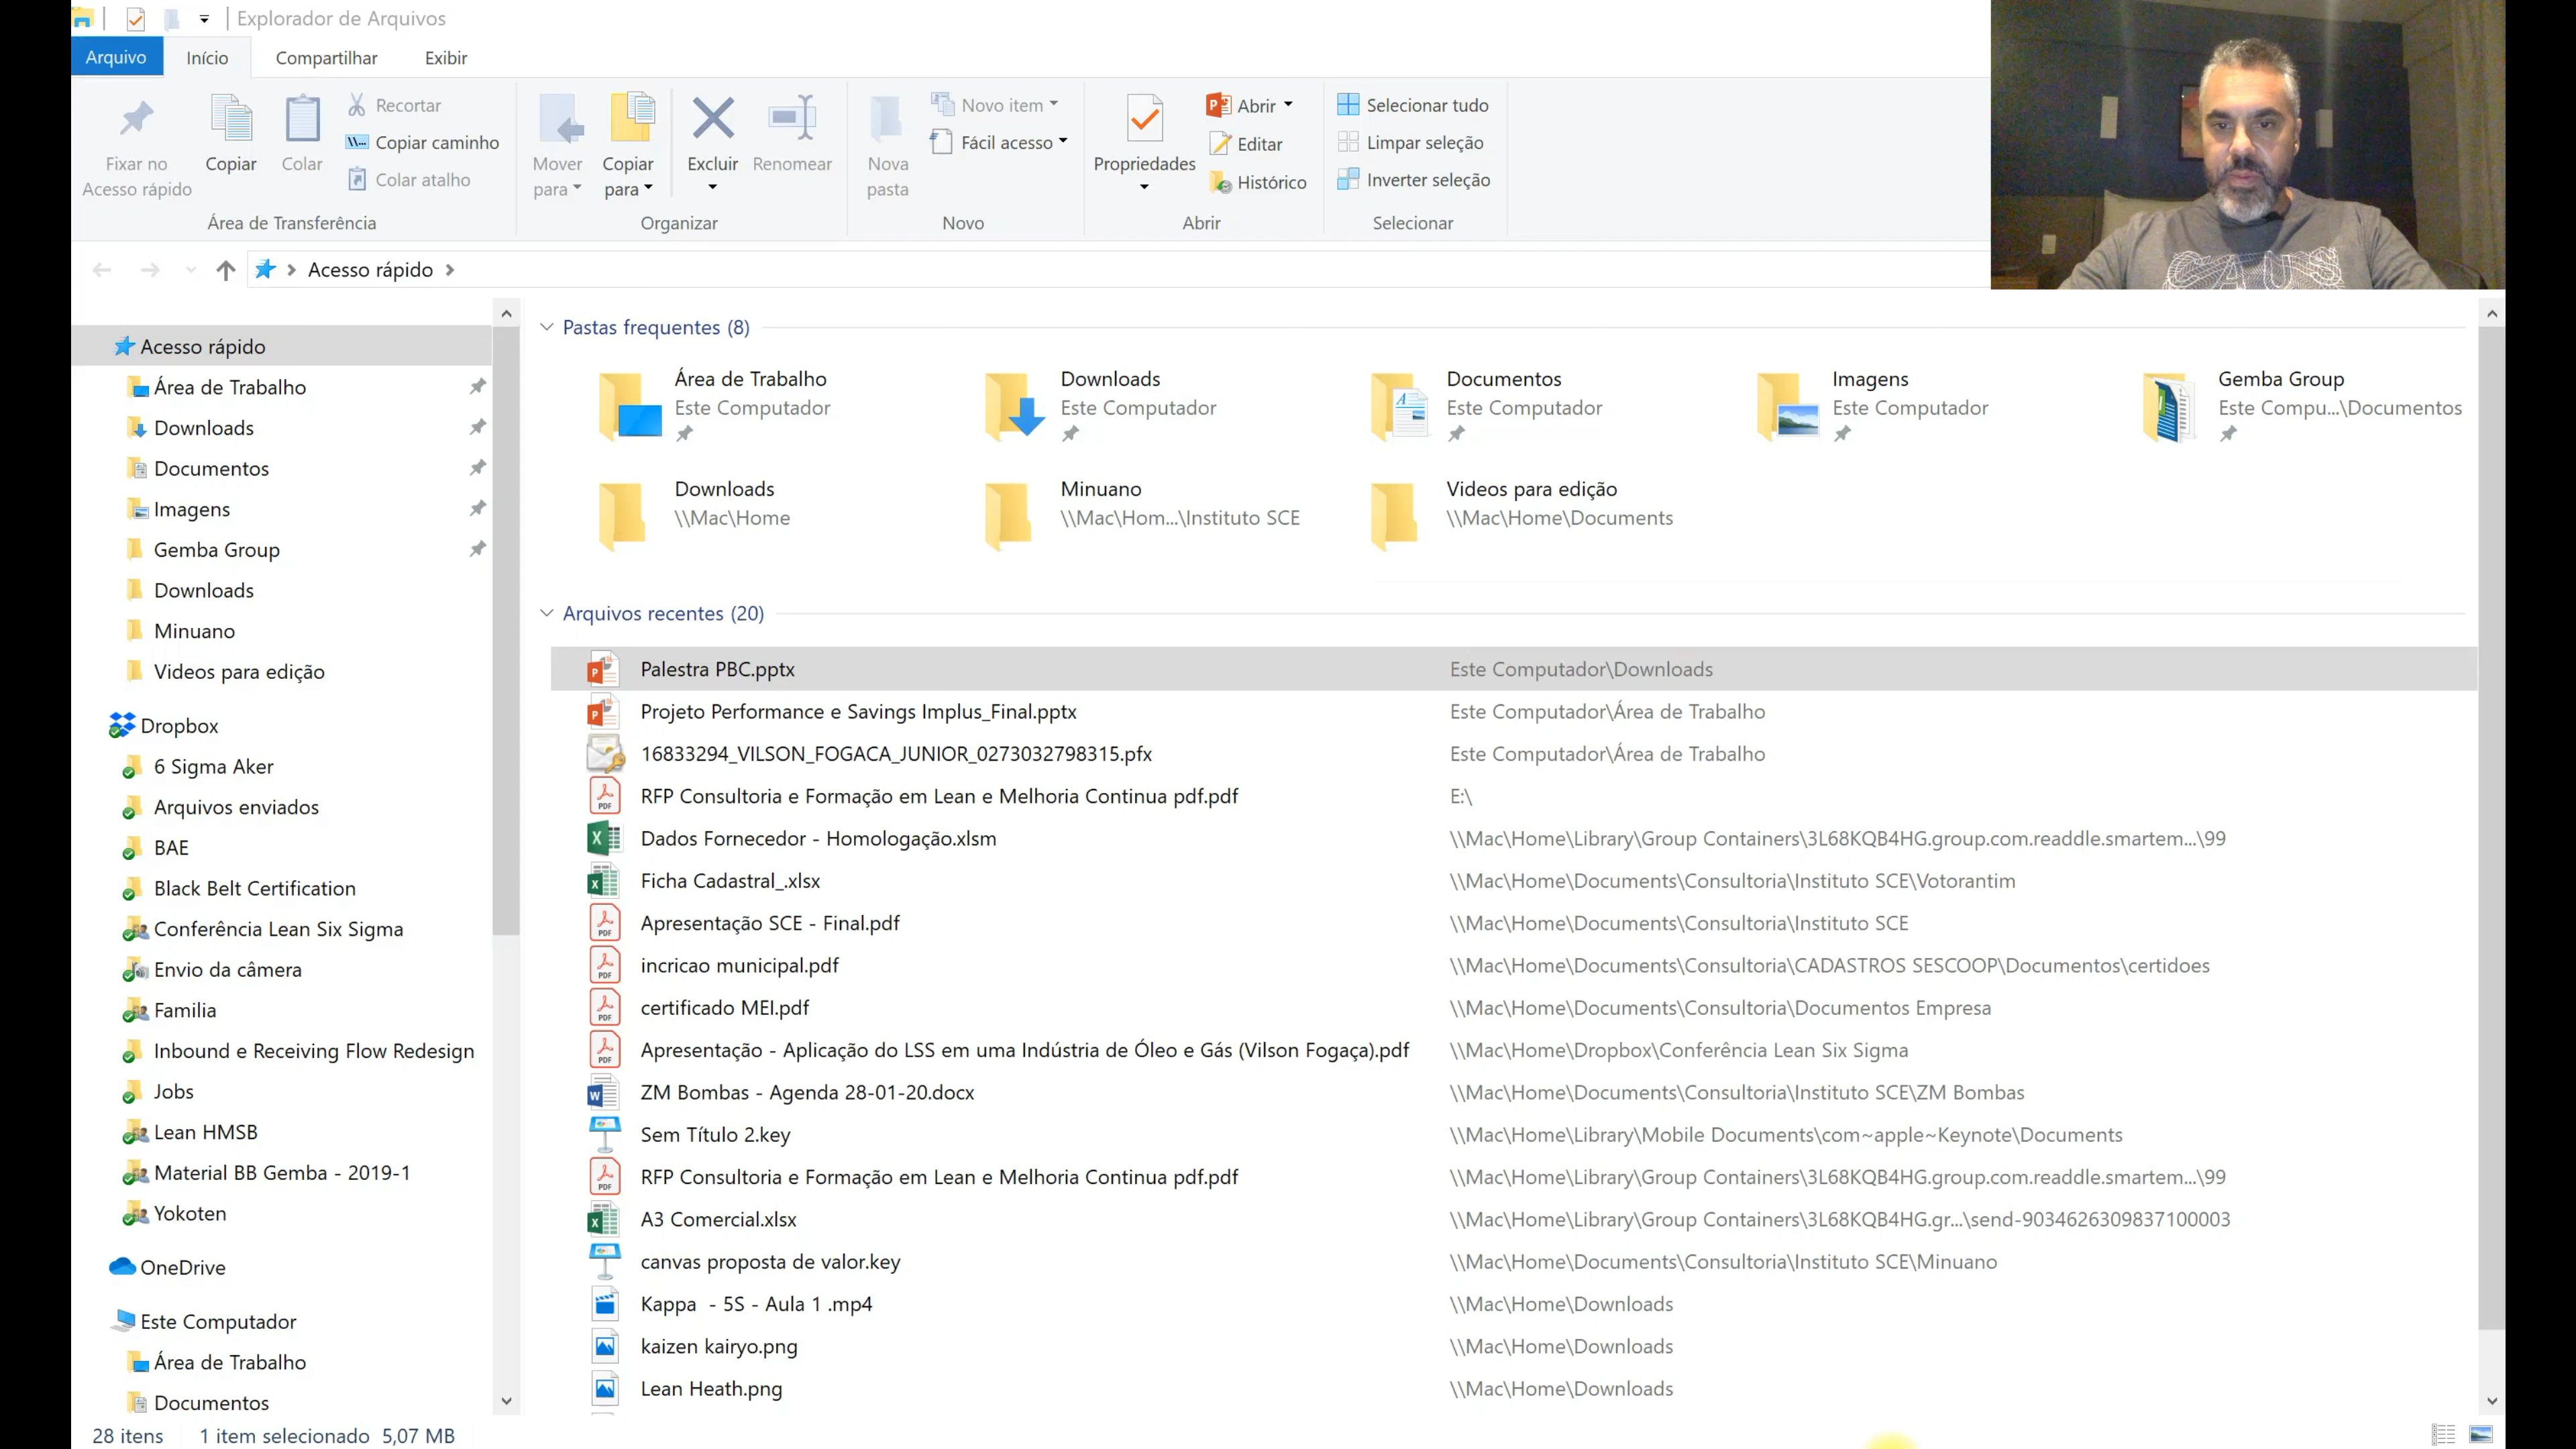 Explorador de Arquivos
Arquivo Início Compartilhar Exibir
Fixar no Acesso rápido
Copiar
Colar
Recortar
Copiar caminho
Colar atalho
Área de Transferência
Mover para
Copiar para
Excluir
Renomear
Organizar
Nova pasta
Novo item
Fácil acesso
Novo
Propriedades
Abrir
Editar
Histórico
Abrir
Selecionar tudo
Limpar seleção
Inverter seleção
Selecionar
Acesso rápido
Acesso rápido
Área de Trabalho
Downloads
Documentos
Imagens
Gemba Group
Downloads
Minuano
Videos para edição
Dropbox
6 Sigma Aker
Arquivos enviados
BAE
Black Belt Certification
Conferência Lean Six Sigma
Envio da câmera
Familia
Inbound e Receiving Flow Redesign
Jobs
Lean HMSB
Material BB Gemba - 2019-1
Yokoten
OneDrive
Este Computador
Área de Trabalho
Documentos
Pastas frequentes (8)
Área de Trabalho
Este Computador
Downloads
Este Computador
Documentos
Este Computador
Imagens
Este Computador
Gemba Group
Este Compu...\Documentos
Downloads
\\Mac\Home
Minuano
\\Mac\Hom...\Instituto SCE
Videos para edição
\\Mac\Home\Documents
Arquivos recentes (20)
Palestra PBC.pptx Este Computador\Downloads
Projeto Performance e Savings Implus_Final.pptx Este Computador\Área de Trabalho
16833294_VILSON_FOGACA_JUNIOR_0273032798315.pfx Este Computador\Área de Trabalho
RFP Consultoria e Formação em Lean e Melhoria Continua pdf.pdf E:\
Dados Fornecedor - Homologação.xlsm \\Mac\Home\Library\Group Containers\3L68KQB4HG.group.com.readdle.smartem...\99
Ficha Cadastral_.xlsx \\Mac\Home\Documents\Consultoria\Instituto SCE\Votorantim
Apresentação SCE - Final.pdf \\Mac\Home\Documents\Consultoria\Instituto SCE
incricao municipal.pdf \\Mac\Home\Documents\Consultoria\CADASTROS SESCOOP\Documentos\certidoes
certificado MEI.pdf \\Mac\Home\Documents\Consultoria\Documentos Empresa
Apresentação - Aplicação do LSS em uma Indústria de Óleo e Gás (Vilson Fogaça).pdf \\Mac\Home\Dropbox\Conferência Lean Six Sigma
ZM Bombas - Agenda 28-01-20.docx \\Mac\Home\Documents\Consultoria\Instituto SCE\ZM Bombas
Sem Título 2.key \\Mac\Home\Library\Mobile Documents\com~apple~Keynote\Documents
RFP Consultoria e Formação em Lean e Melhoria Continua pdf.pdf \\Mac\Home\Library\Group Containers\3L68KQB4HG.group.com.readdle.smartem...\99
A3 Comercial.xlsx \\Mac\Home\Library\Group Containers\3L68KQB4HG.gr...\send-9034626309837100003
canvas proposta de valor.key \\Mac\Home\Documents\Consultoria\Instituto SCE\Minuano
Kappa  - 5S - Aula 1 .mp4 \\Mac\Home\Downloads
kaizen kairyo.png \\Mac\Home\Downloads
Lean Heath.png \\Mac\Home\Downloads
28 itens 1 item selecionado 5,07 MB